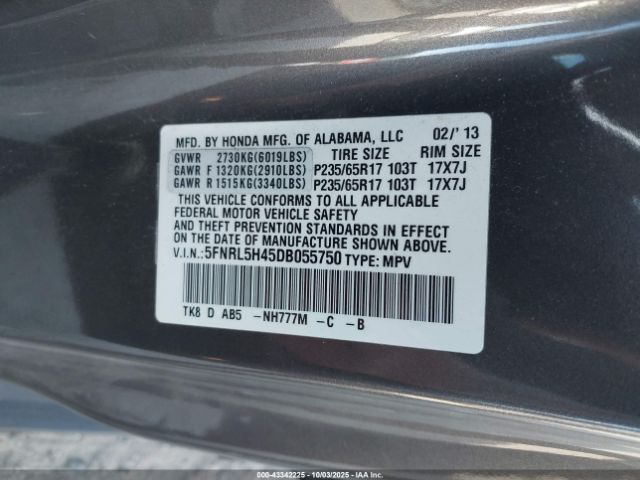 MFD. BY HONDA MFG. OF ALABAMA, LLC 02/'13
GVWR 2730KG(6019LBS) TIRE SIZE RIM SIZE
GAWR F 1320KG(2910LBS) P235/65R17 103T 17X7J
GAWR R 1515KG(3340LBS) P235/65R17 103T 17X7J
THIS VEHICLE CONFORMS TO ALL APPLICABLE
FEDERAL MOTOR VEHICLE SAFETY
AND THEFT PREVENTION STANDARDS IN EFFECT
ON THE DATE OF MANUFACTURE SHOWN ABOVE.
V.I.N.:5FNRL5H45DB055750 TYPE: MPV
TK8 D AB5 -NH777M -C -B
000-43342225 - 10/03/2025 - IAAI.com